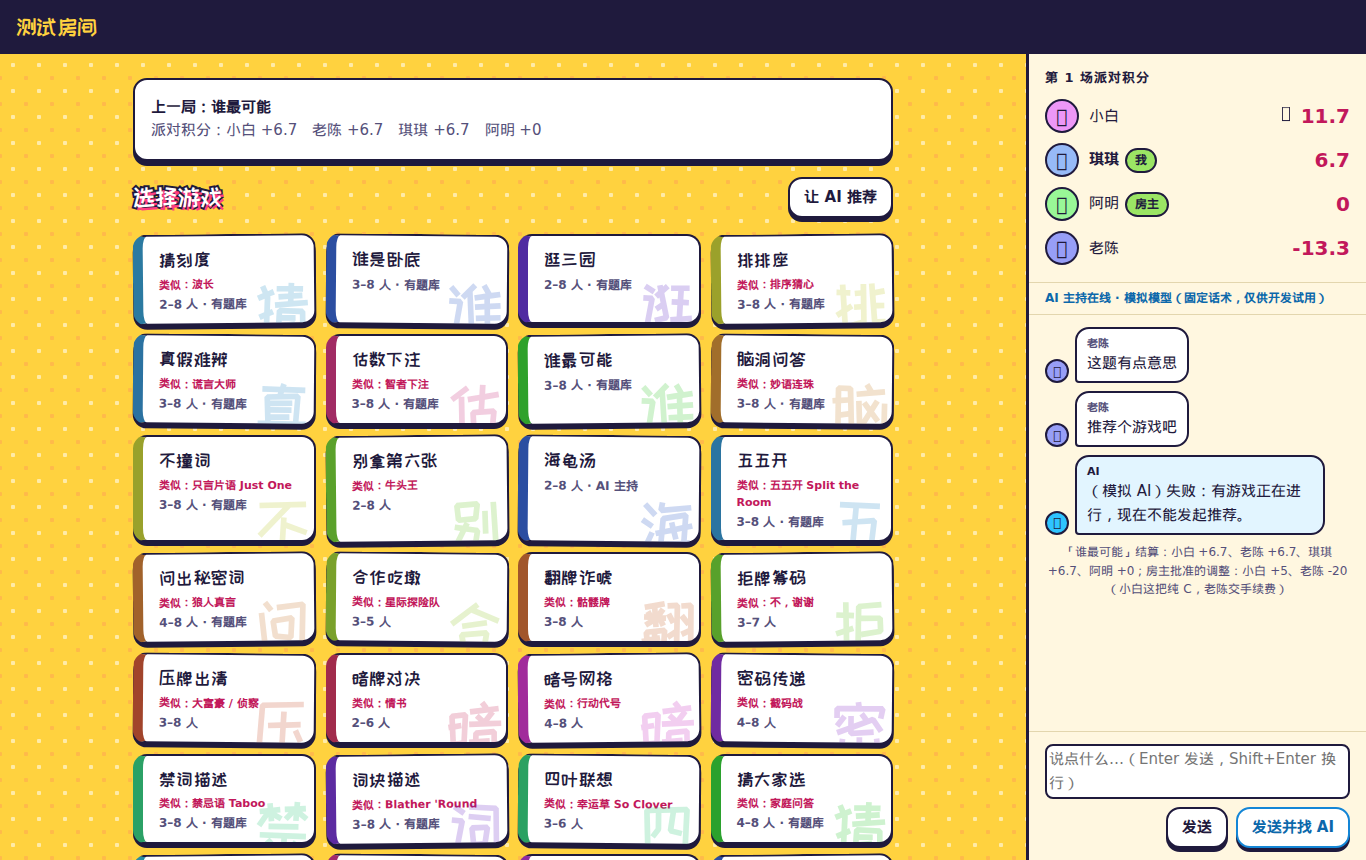 测试房间
上一局：谁最可能
派对积分：小白 +6.7 老陈 +6.7 琪琪 +6.7 阿明 +0
选择游戏
让 AI 推荐
猜刻度
类似：波长
2–8 人 · 有题库
猜
谁是卧底
3–8 人 · 有题库
谁
逛三园
2–8 人 · 有题库
逛
排排座
类似：排序猜心
3–8 人 · 有题库
排
真假难辨
类似：谎言大师
3–8 人 · 有题库
真
估数下注
类似：智者下注
3–8 人 · 有题库
估
谁最可能
3–8 人 · 有题库
谁
脑洞问答
类似：妙语连珠
3–8 人 · 有题库
脑
不撞词
类似：只言片语 Just One
3–8 人 · 有题库
不
别拿第六张
类似：牛头王
2–8 人
别
海龟汤
2–8 人 · AI 主持
海
五五开
类似：五五开 Split the
Room
3–8 人 · 有题库
五
问出秘密词
类似：狼人真言
4–8 人 · 有题库
问
合作吃墩
类似：星际探险队
3–5 人
合
翻牌诈唬
类似：骷髅牌
3–8 人
翻
拒牌筹码
类似：不，谢谢
3–7 人
拒
压牌出清
类似：大富豪 / 侦察
3–8 人
压
暗牌对决
类似：情书
2–6 人
暗
暗号网格
类似：行动代号
4–8 人
暗
密码传递
类似：截码战
4–8 人
密
禁词描述
类似：禁忌语 Taboo
3–8 人 · 有题库
禁
词块描述
类似：Blather 'Round
3–8 人 · 有题库
词
四叶联想
类似：幸运草 So Clover
3–6 人
四
猜大家选
类似：家庭问答
4–8 人 · 有题库
猜
第 1 场派对积分
小白 11.7
琪琪 我 6.7
阿明 房主 0
老陈 -13.3
AI 主持在线 · 模拟模型（固定话术，仅供开发试用）
老陈
这题有点意思
老陈
推荐个游戏吧
AI
（模拟 AI）失败：有游戏正在进
行，现在不能发起推荐。
「谁最可能」结算：小白 +6.7、老陈 +6.7、琪琪
+6.7、阿明 +0；房主批准的调整：小白 +5、老陈 -20
（小白这把纯 C，老陈交手续费）
说点什么…（Enter 发送，Shift+Enter 换
行）
发送
发送并找 AI